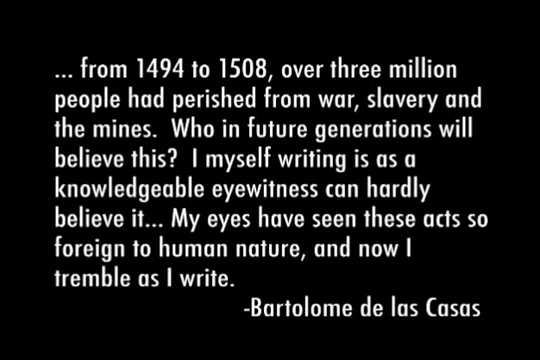 ... from 1494 to 1508, over three million
people had perished from war, slavery and
the mines.  Who in future generations will
believe this?  I myself writing is as a
knowledgeable eyewitness can hardly
believe it... My eyes have seen these acts so
foreign to human nature, and now I
tremble as I write.
-Bartolome de las Casas